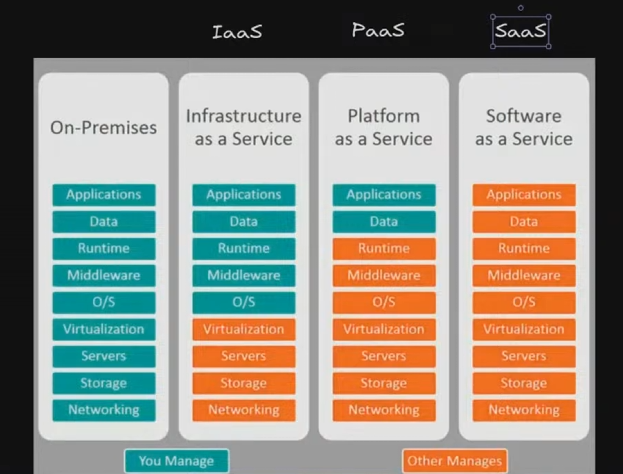 IaaS
PaaS
SaaS
On-Premises
Applications
Data
Runtime
Middleware
O/S
Virtualization
Servers
Storage
Networking
Infrastructure
as a Service
Applications
Data
Runtime
Middleware
O/S
Virtualization
Servers
Storage
Networking
Platform
as a Service
Applications
Data
Runtime
Middleware
O/S
Virtualization
Servers
Storage
Networking
Software
as a Service
Applications
Data
Runtime
Middleware
O/S
Virtualization
Servers
Storage
Networking
You Manage
Other Manages